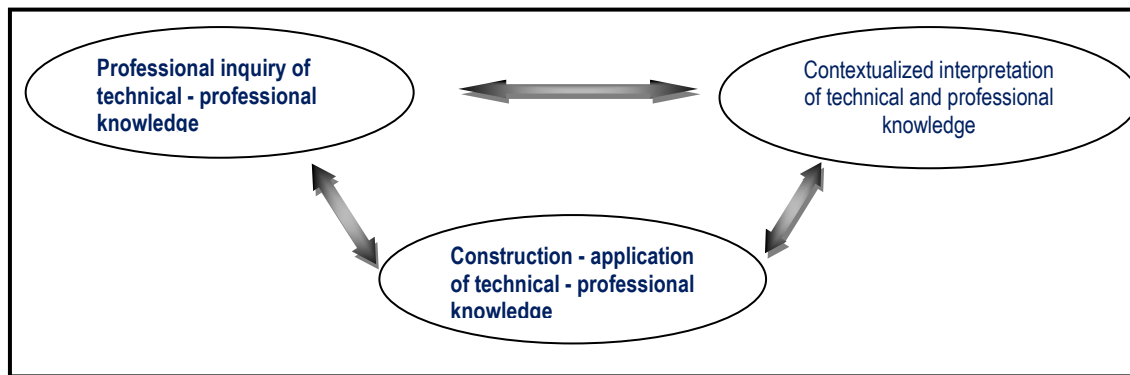 Professional inquiry of
technical - professional
knowledge
Contextualized interpretation
of technical and professional
knowledge
Construction - application
of technical - professional
knowledge